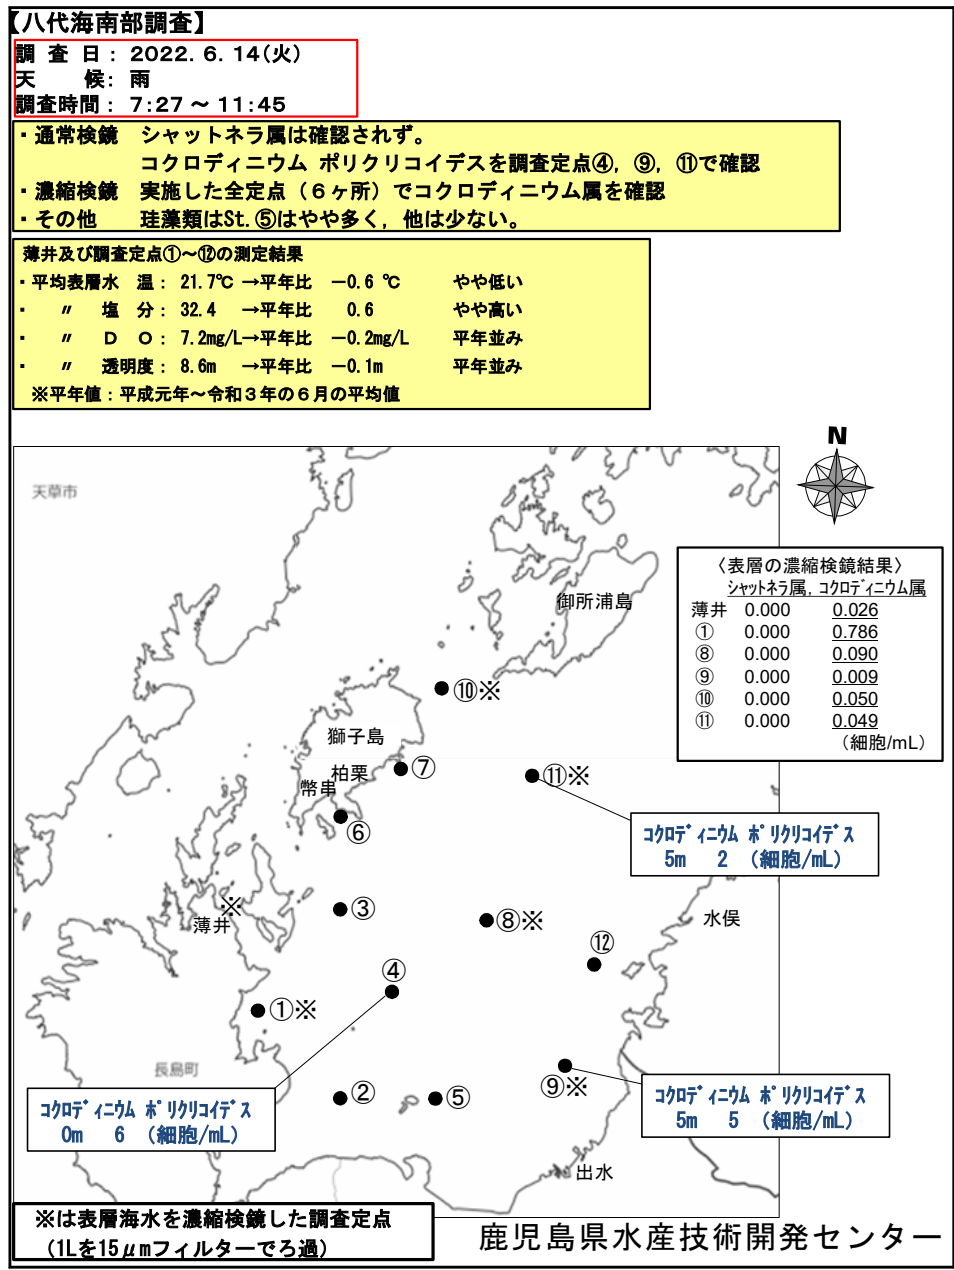 【八代海南部調査】
調 査 日： 2022. 6. 14(火)
天　　候： 雨
調査時間： 7:27 ～ 11:45
・通常検鏡　シャットネラ属は確認されず。
コクロディニウム ポリクリコイデスを調査定点④，⑨，⑪で確認
・濃縮検鏡　実施した全定点（６ヶ所）でコクロディニウム属を確認
・その他　珪藻類はSt.⑤はやや多く，他は少ない。
薄井及び調査定点①～⑫の測定結果
・平均表層水　温： 21.7℃ →平年比　－0.6 ℃　やや低い
・　〃　塩　分： 32.4　→平年比　0.6　やや高い
・　〃　Ｄ　Ｏ： 7.2mg/L→平年比　－0.2mg/L　平年並み
・　〃　透明度： 8.6m　→平年比　－0.1m　平年並み
※平年値：平成元年～令和３年の６月の平均値
N
天草市
〈表層の濃縮検鏡結果〉
ｼｬｯﾄﾈﾗ属，ｺｸﾛﾃﾞｨﾆｳﾑ属
薄井　0.000　0.026
①　0.000　0.786
⑧　0.000　0.090
⑨　0.000　0.009
⑩　0.000　0.050
⑪　0.000　0.049
（細胞/mL）
御所浦島
⑩※
獅子島
柏栗
⑦
⑪※
幣串
⑥
ｺｸﾛﾃﾞｨﾆｳﾑ ﾎﾟﾘｸﾘｺｲﾃﾞｽ
5m　2　（細胞/mL）
※
薄井
③
⑧※
水俣
⑫
④
①※
長島町
②
⑤
⑨※
ｺｸﾛﾃﾞｨﾆｳﾑ ﾎﾟﾘｸﾘｺｲﾃﾞｽ
0m　6　（細胞/mL）
ｺｸﾛﾃﾞｨﾆｳﾑ ﾎﾟﾘｸﾘｺｲﾃﾞｽ
5m　5　（細胞/mL）
出水
※は表層海水を濃縮検鏡した調査定点
（1Lを15μmフィルターでろ過）
鹿児島県水産技術開発センター